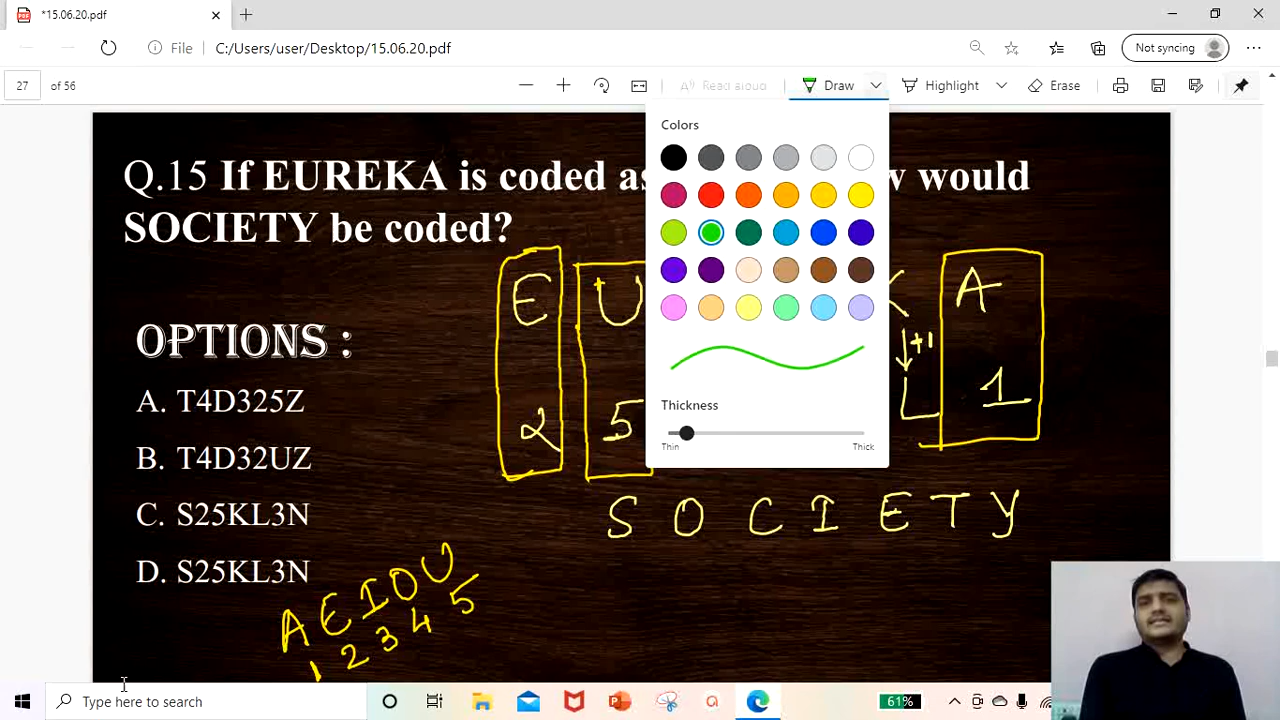 *15.06.20.pdf
File C:/Users/user/Desktop/15.06.20.pdf Not syncing
27 of 56 Read aloud Draw Highlight Erase
Colors
Thickness
Thin Thick
Q.15 If EUREKA is coded as would
SOCIETY be coded?
OPTIONS :
A. T4D325Z
B. T4D32UZ
C. S25KL3N
D. S25KL3N
E U K A
+1
2 5 L 1
S O C I E T Y
A E I O U
1 2 3 4 5
Type here to search
61%